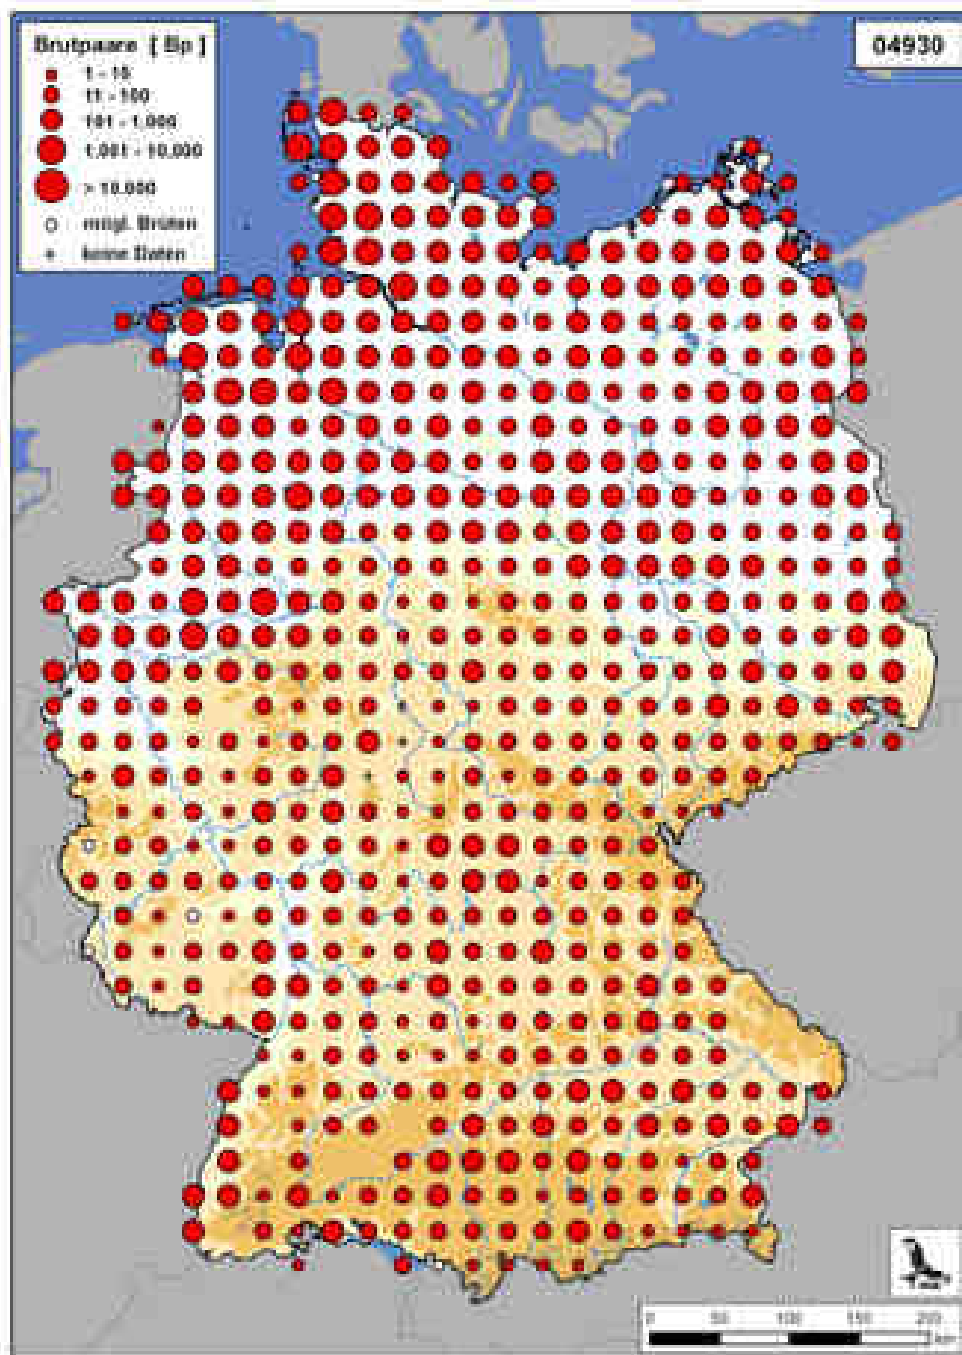 Brutpaare [ Bp ]
1 - 10
11 - 100
101 - 1,000
1,001 - 10,000
> 10,000
mögl. Brüten
keine Daten
04930
0 50 100 150 200
km